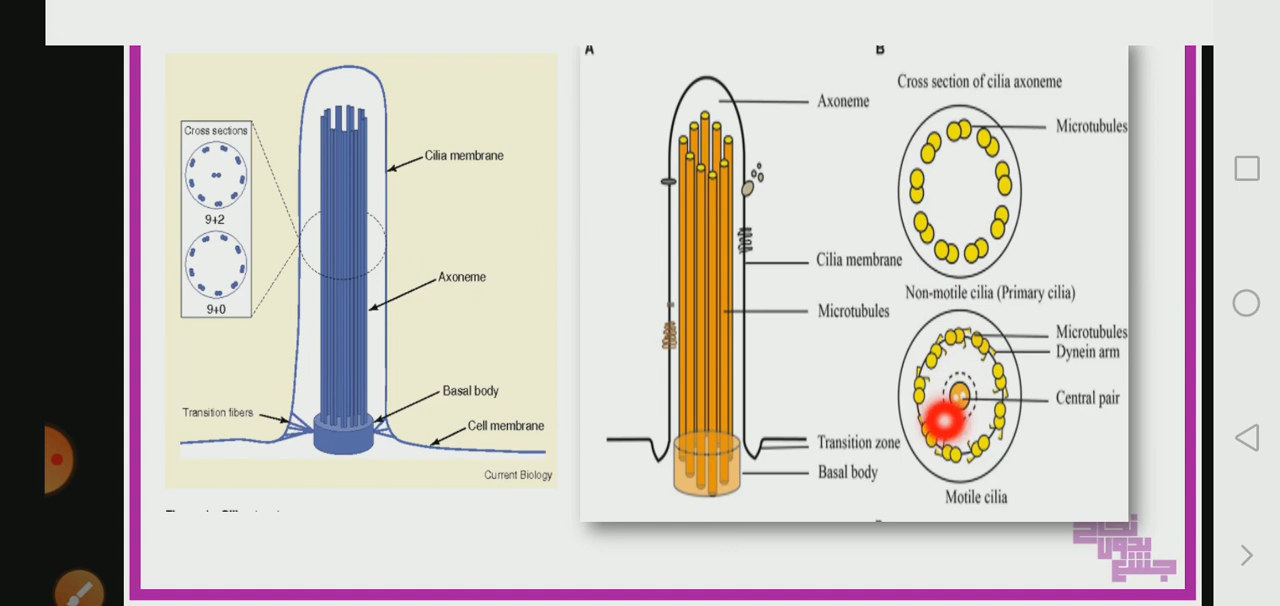 Cross sections
9+2
9+0
Cilia membrane
Axoneme
Basal body
Transition fibers
Cell membrane
Current Biology
A
Axoneme
Cilia membrane
Microtubules
Transition zone
Basal body
B
Cross section of cilia axoneme
Microtubules
Non-motile cilia (Primary cilia)
Microtubules
Dynein arm
Central pair
Motile cilia
نجاح
بدون